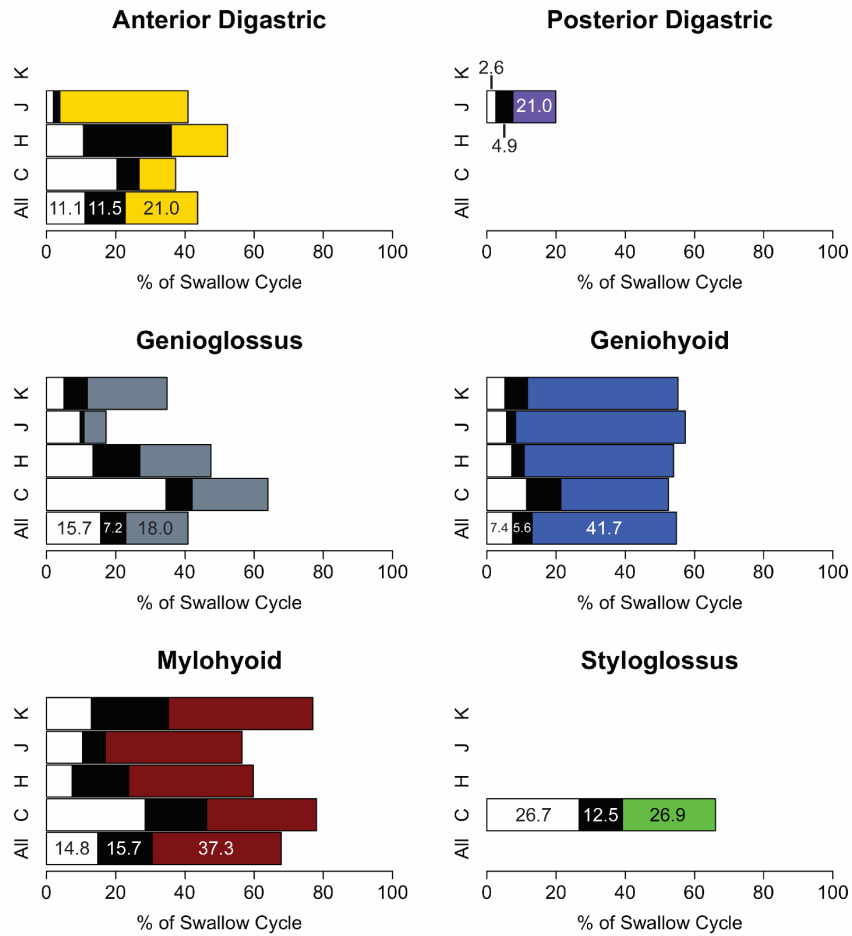 Anterior Digastric
K
J
H
C
All
11.1 11.5 21.0
0 20 40 60 80 100
% of Swallow Cycle
Posterior Digastric
K
J
H
C
All
2.6
21.0
4.9
0 20 40 60 80 100
% of Swallow Cycle
Genioglossus
K
J
H
C
All
15.7 7.2 18.0
0 20 40 60 80 100
% of Swallow Cycle
Geniohyoid
K
J
H
C
All
7.4 5.6 41.7
0 20 40 60 80 100
% of Swallow Cycle
Mylohyoid
K
J
H
C
All
14.8 15.7 37.3
0 20 40 60 80 100
% of Swallow Cycle
Styloglossus
K
J
H
C
All
26.7 12.5 26.9
0 20 40 60 80 100
% of Swallow Cycle